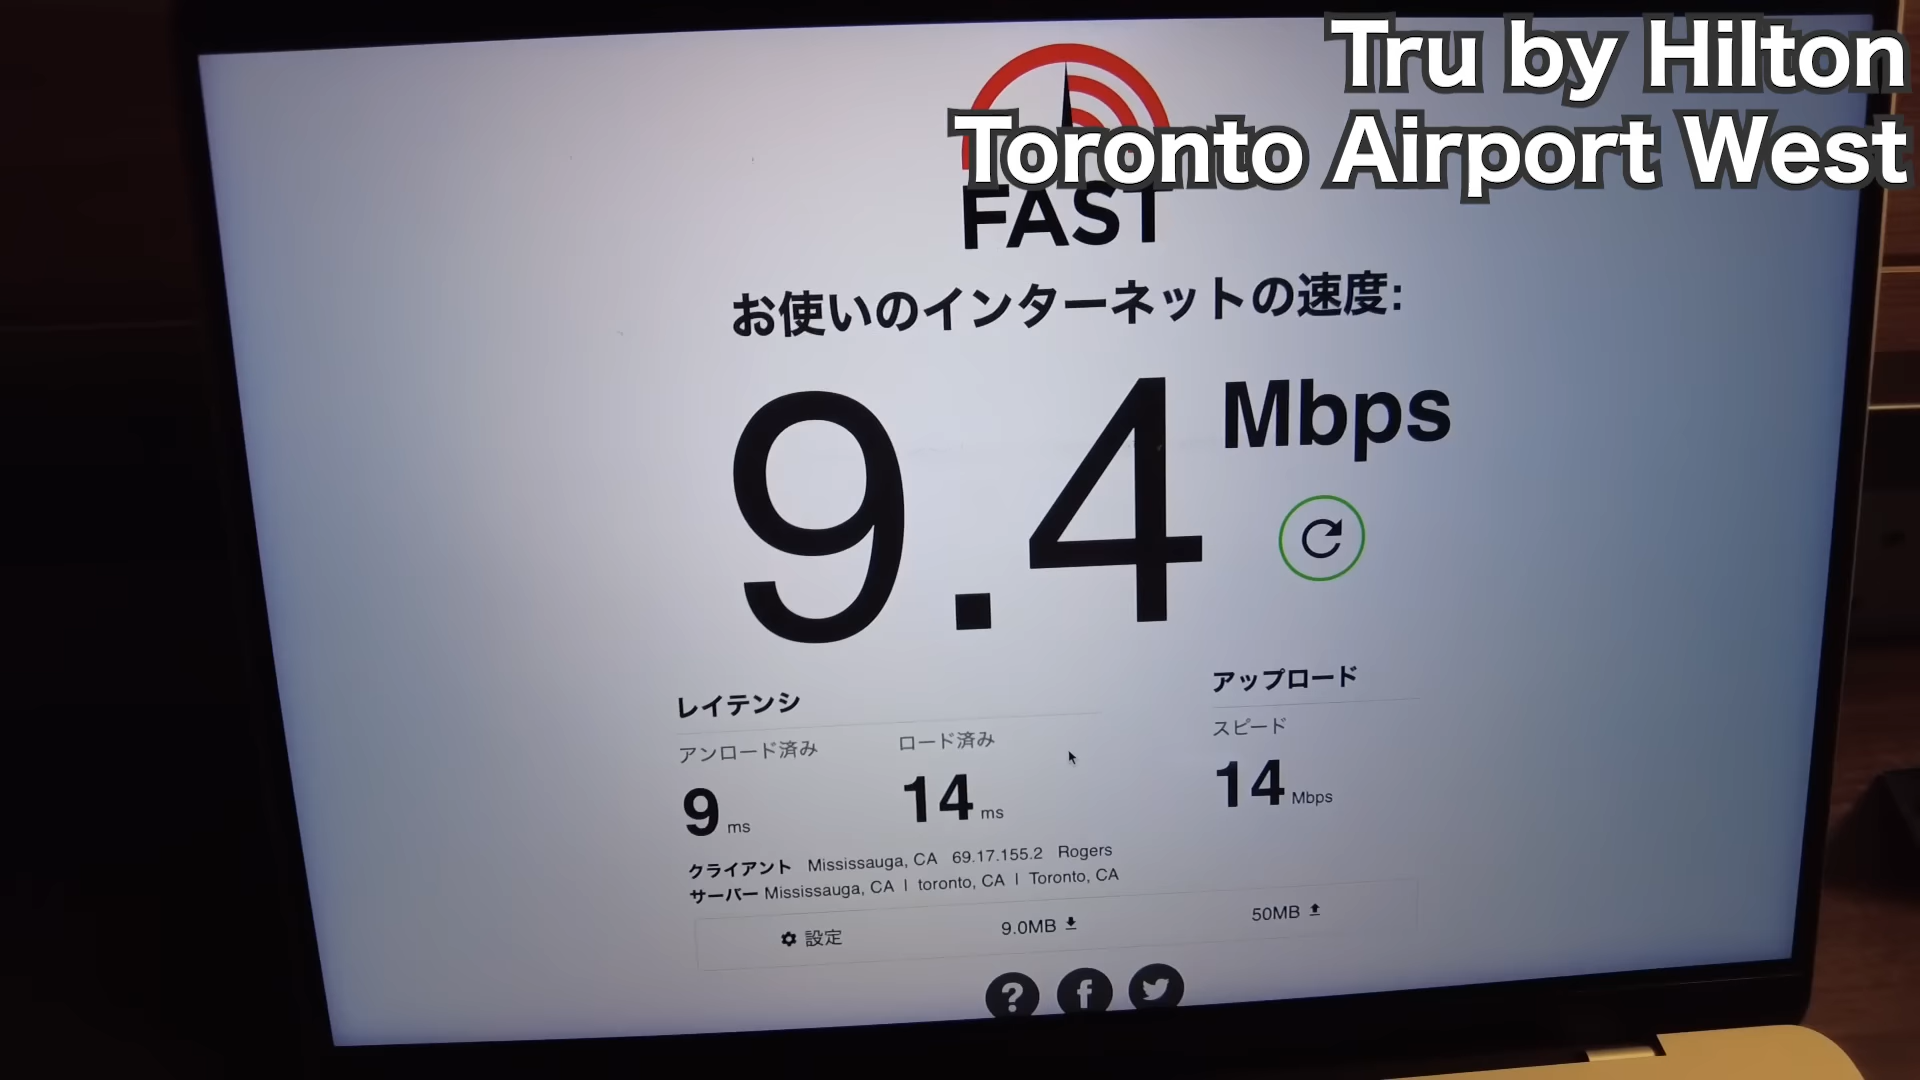 Tru by Hilton
Toronto Airport West
FAST
お使いのインターネットの速度:
9.4 Mbps
レイテンシ
アンロード済み ロード済み
9 ms 14 ms
アップロード
スピード
14 Mbps
クライアント Mississauga, CA 69.17.155.2 Rogers
サーバー Mississauga, CA | toronto, CA | Toronto, CA
設定 9.0MB 50MB
?
f